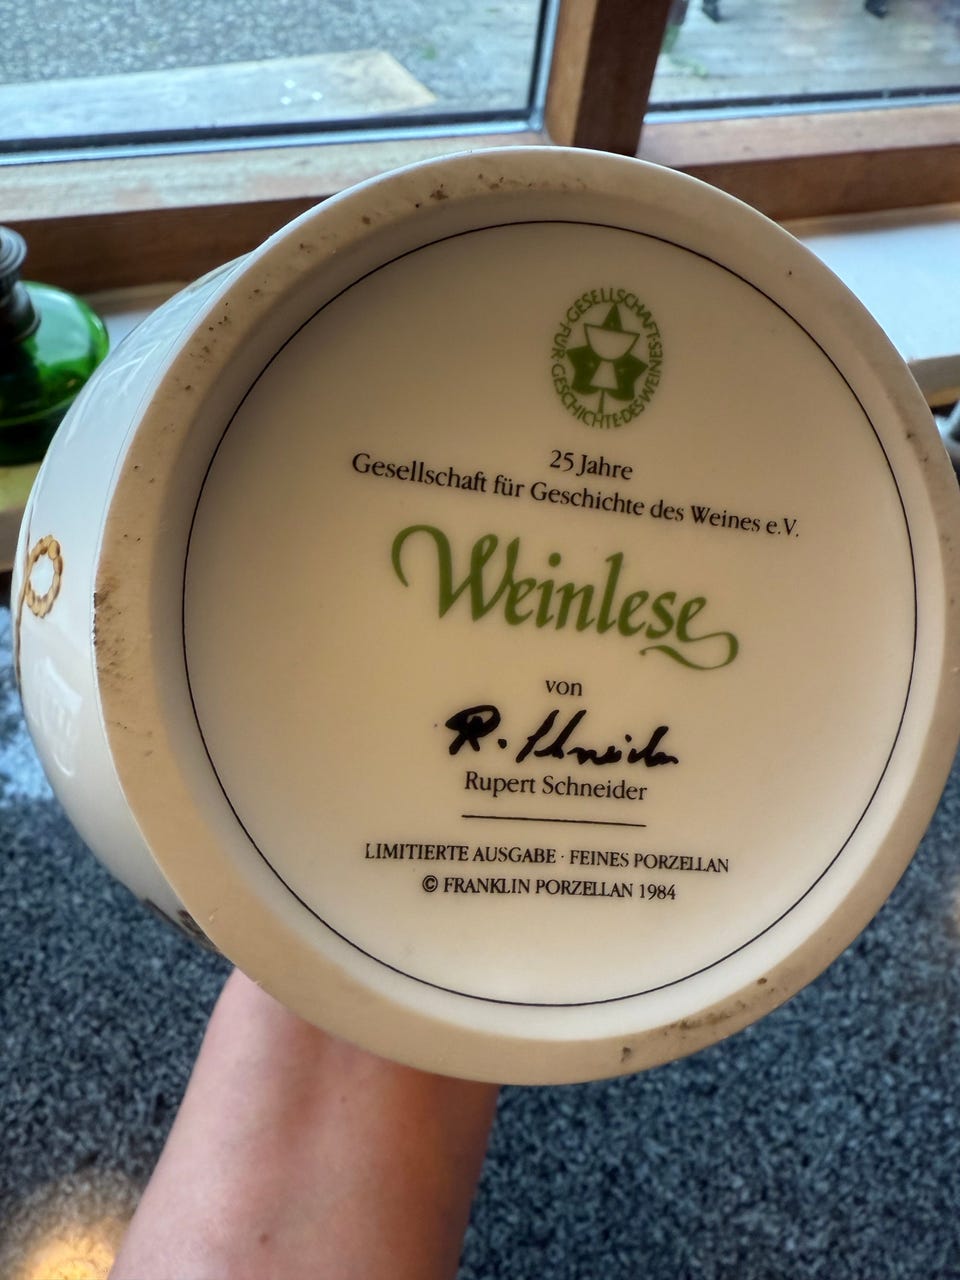 GESELLSCHAFT·FÜR·GESCHICHTE·DES·WEINES
25 Jahre
Gesellschaft für Geschichte des Weines e.V.
Weinlese
von
R. Schneider
Rupert Schneider
LIMITIERTE AUSGABE · FEINES PORZELLAN
© FRANKLIN PORZELLAN 1984